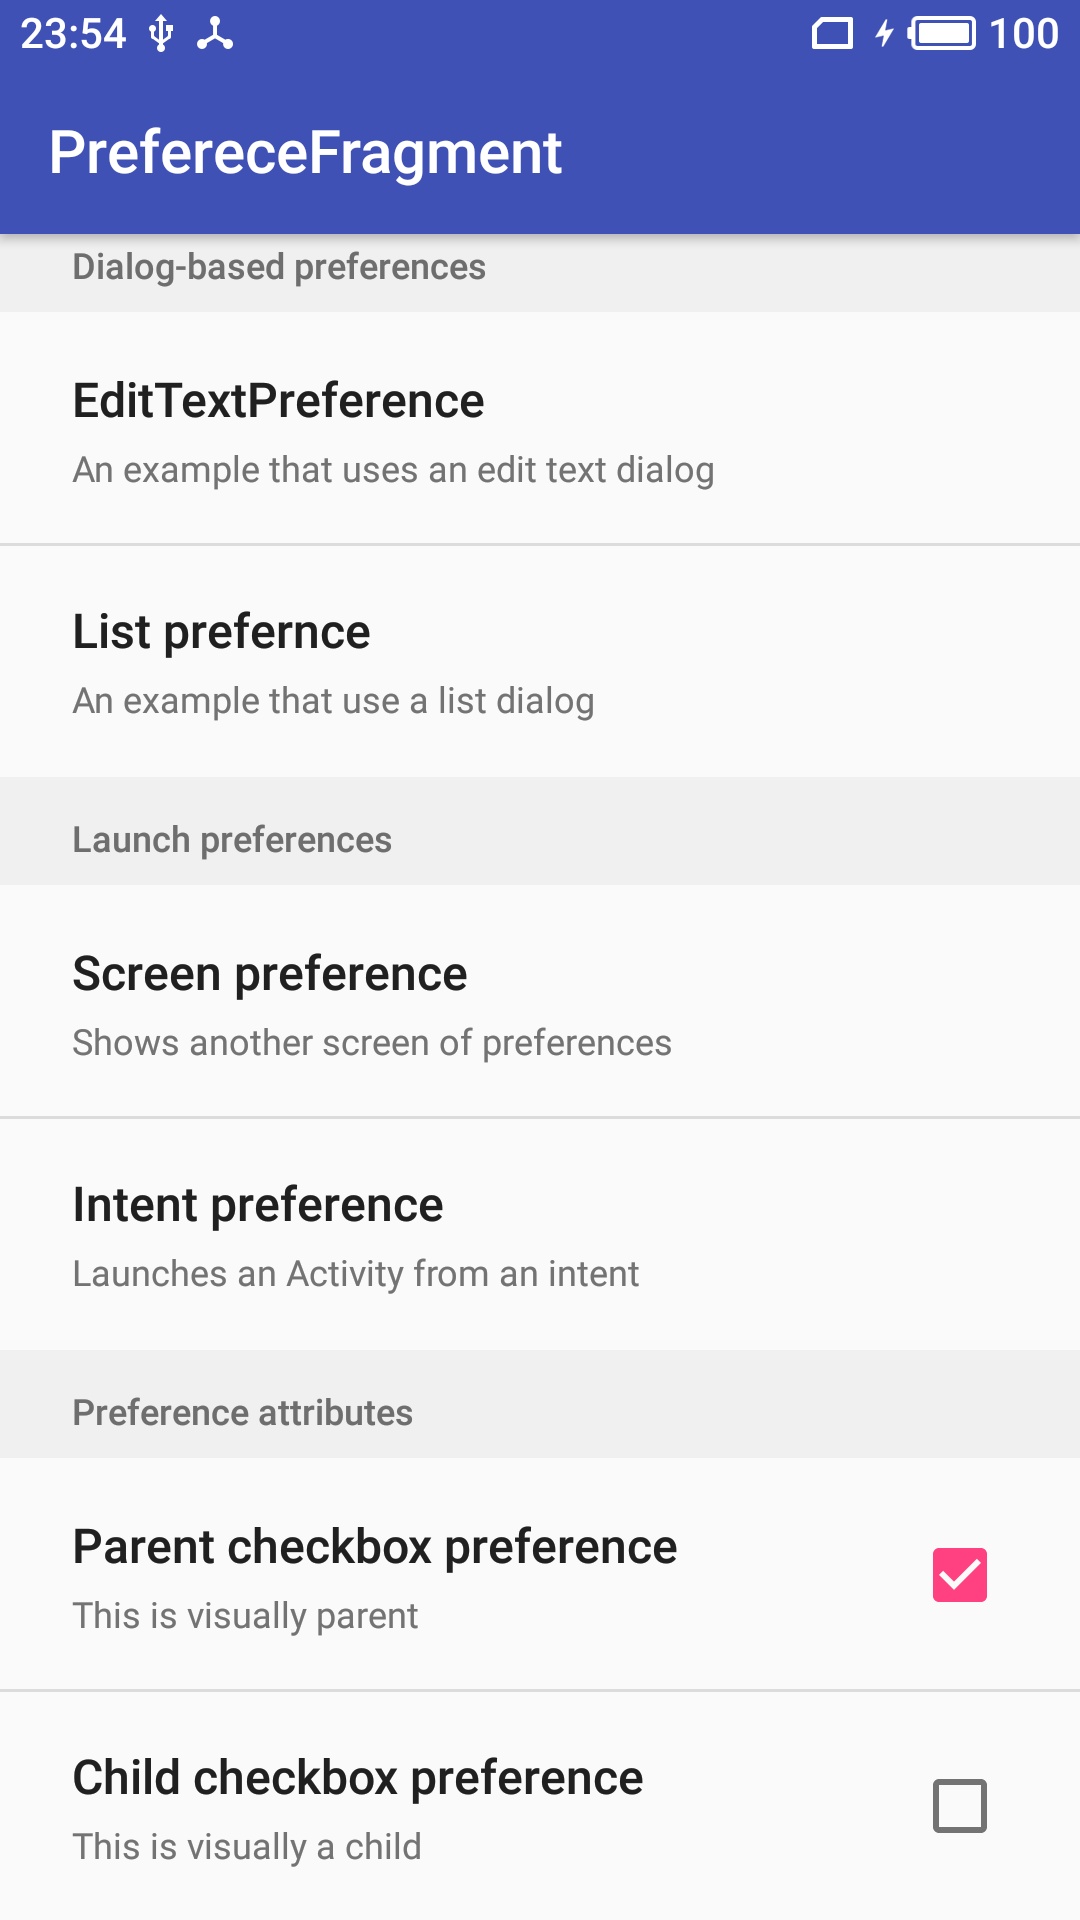 23:54 100
PrefereceFragment
Dialog-based preferences
EditTextPreference
An example that uses an edit text dialog
List prefernce
An example that use a list dialog
Launch preferences
Screen preference
Shows another screen of preferences
Intent preference
Launches an Activity from an intent
Preference attributes
Parent checkbox preference
This is visually parent
Child checkbox preference
This is visually a child